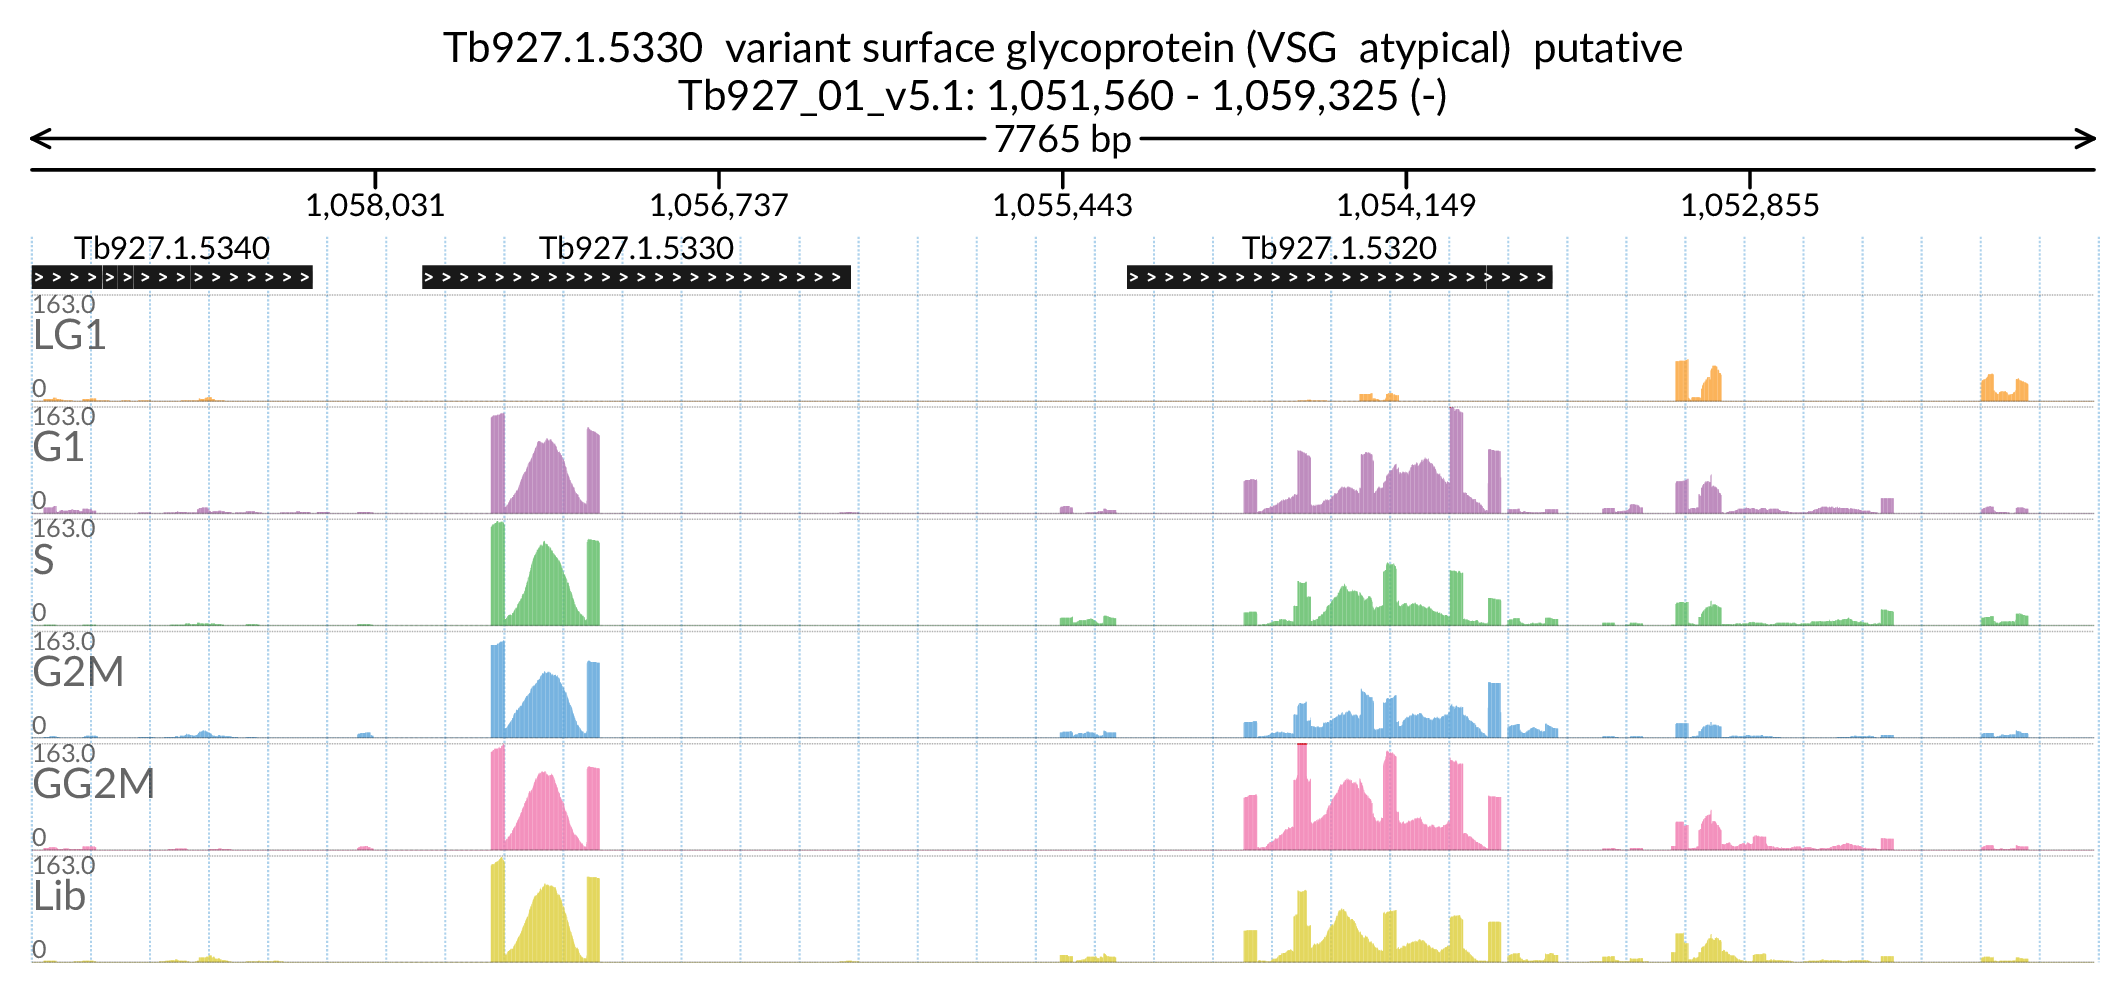 Tb927.1.5330  variant surface glycoprotein (VSG  atypical)  putative
Tb927_01_v5.1: 1,051,560 - 1,059,325 (-)
7765 bp
1,058,031 1,056,737 1,055,443 1,054,149 1,052,855
Tb927.1.5340 Tb927.1.5330 Tb927.1.5320
163.0
LG1
0
163.0
G1
0
163.0
S
0
163.0
G2M
0
163.0
GG2M
0
163.0
Lib
0